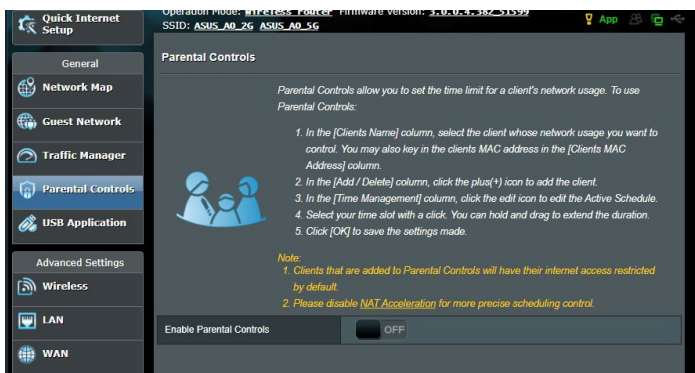 Quick Internet
Setup
Operation Mode: Wireless router Firmware Version: 3.0.0.4.382_51599
SSID: ASUS_A0_2G ASUS_A0_5G
App
General
Network Map
Guest Network
Traffic Manager
Parental Controls
USB Application
Advanced Settings
Wireless
LAN
WAN
Parental Controls
Parental Controls allow you to set the time limit for a client's network usage. To use
Parental Controls:
1. In the [Clients Name] column, select the client whose network usage you want to
control. You may also key in the clients MAC address in the [Clients MAC
Address] column.
2. In the [Add / Delete] column, click the plus(+) icon to add the client.
3. In the [Time Management] column, click the edit icon to edit the Active Schedule.
4. Select your time slot with a click. You can hold and drag to extend the duration.
5. Click [OK] to save the settings made.
Note:
1. Clients that are added to Parental Controls will have their internet access restricted
by default.
2. Please disable NAT Acceleration for more precise scheduling control.
Enable Parental Controls
OFF